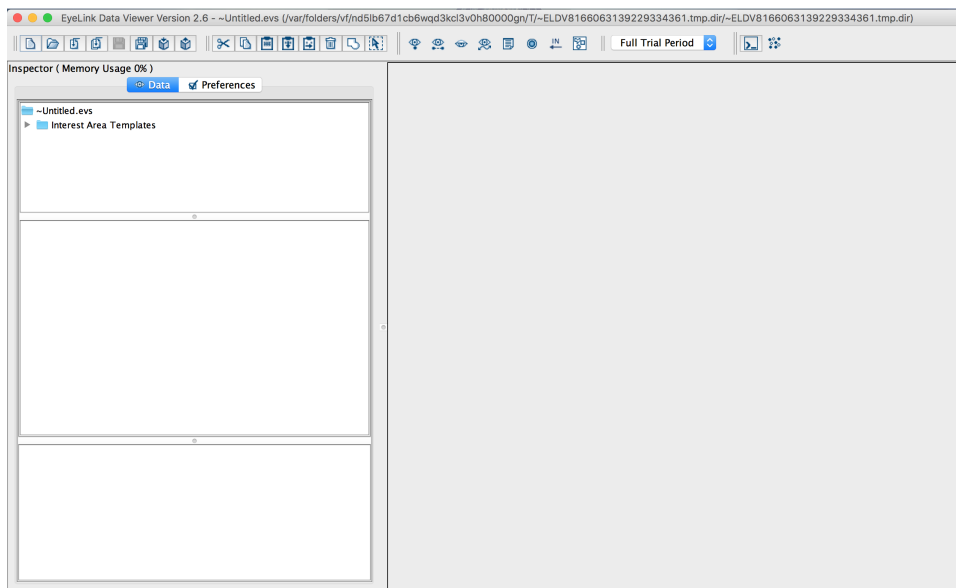 EyeLink Data Viewer Version 2.6 - ~Untitled.evs (/var/folders/vf/nd5lb67d1cb6wqd3kcl3v0h80000gn/T/~ELDV8166063139229334361.tmp.dir/~ELDV8166063139229334361.tmp.dir)
IN
Full Trial Period
Inspector ( Memory Usage 0% )
Data Preferences
~Untitled.evs
Interest Area Templates